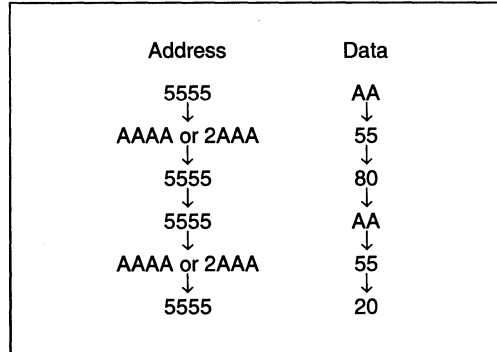 Address Data
5555 AA
↓ ↓
AAAA or 2AAA 55
↓ ↓
5555 80
↓ ↓
5555 AA
↓ ↓
AAAA or 2AAA 55
↓ ↓
5555 20